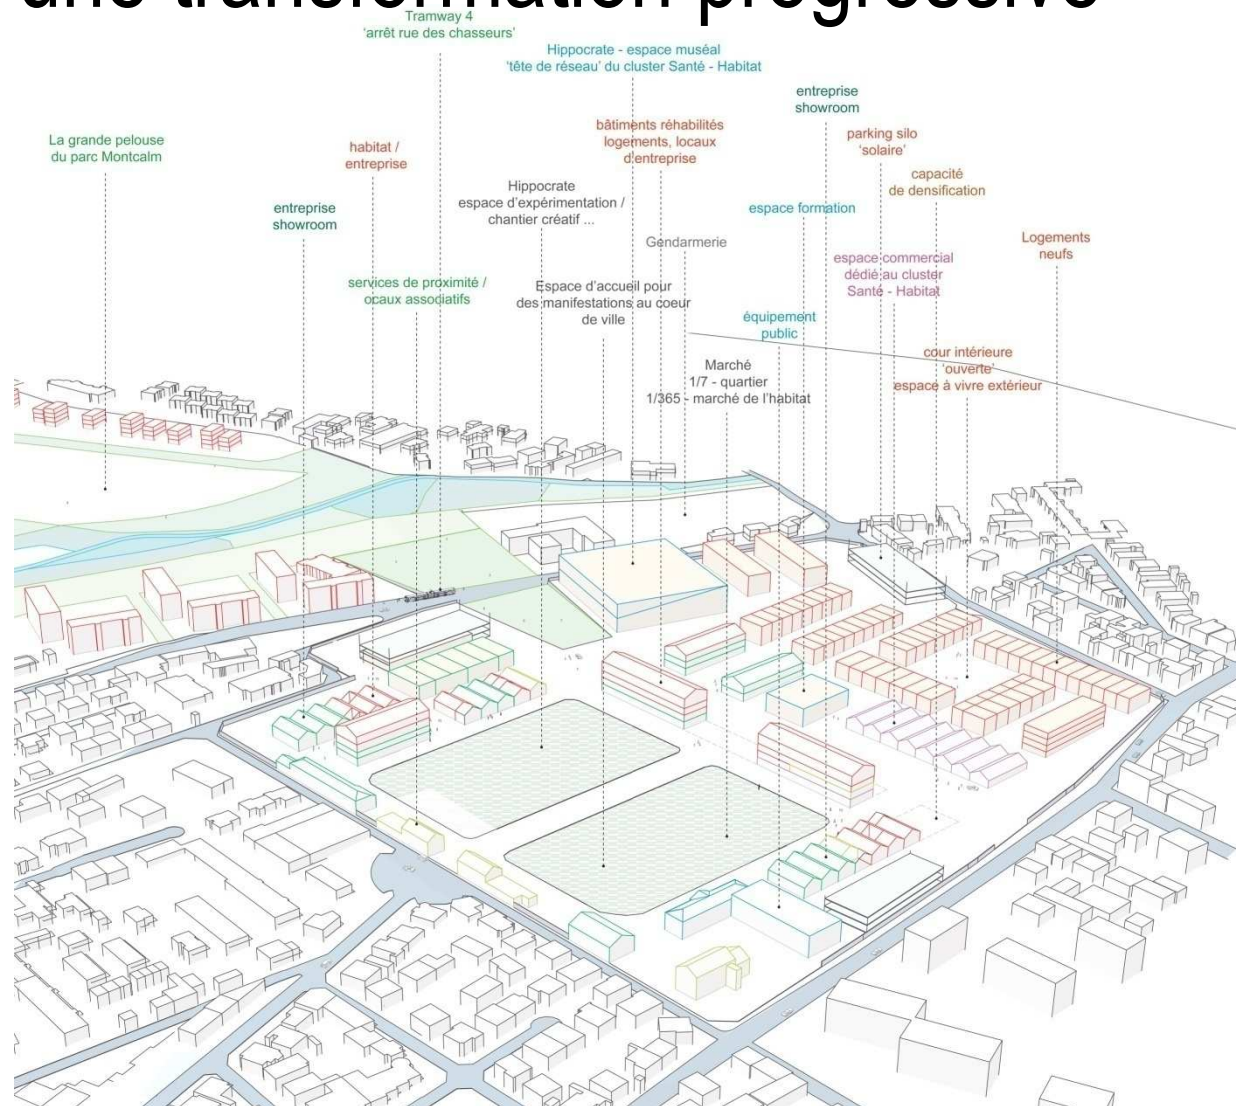 une transformation progressive
Tramway 4
'arrêt rue des chasseurs'
Hippocrate - espace muséal
'tête de réseau' du cluster Santé - Habitat
entreprise
showroom
bâtiments réhabilités
logements, locaux
d'entreprise
parking silo
'solaire'
La grande pelouse
du parc Montcalm
habitat /
entreprise
capacité
de densification
Hippocrate
espace d'expérimentation /
chantier créatif ...
entreprise
showroom
espace formation
Gendarmerie
Logements
neufs
espace commercial
dédié au cluster
Santé - Habitat
services de proximité /
ocaux associatifs
Espace d'accueil pour
des manifestations au coeur
de ville
équipement
public
cour intérieure
'ouverte'
espace à vivre extérieur
Marché
1/7 - quartier
1/365 - marché de l'habitat